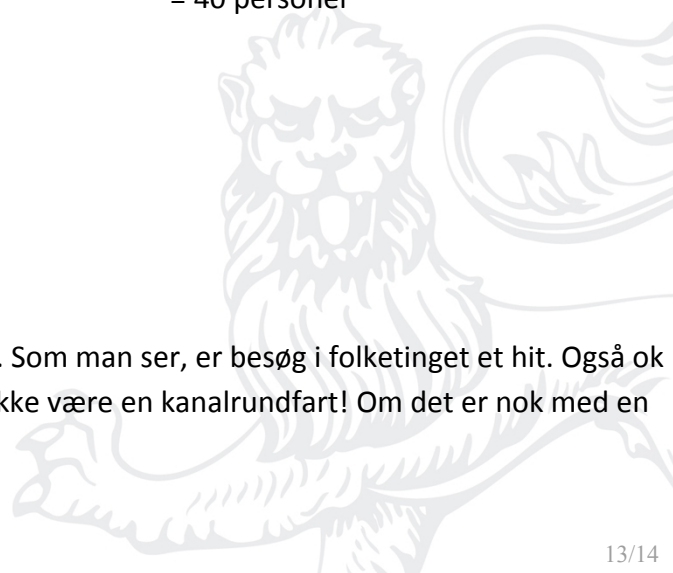 = 40 personer
. Som man ser, er besøg i folketinget et hit. Også ok
kke være en kanalrundfart! Om det er nok med en
13/14